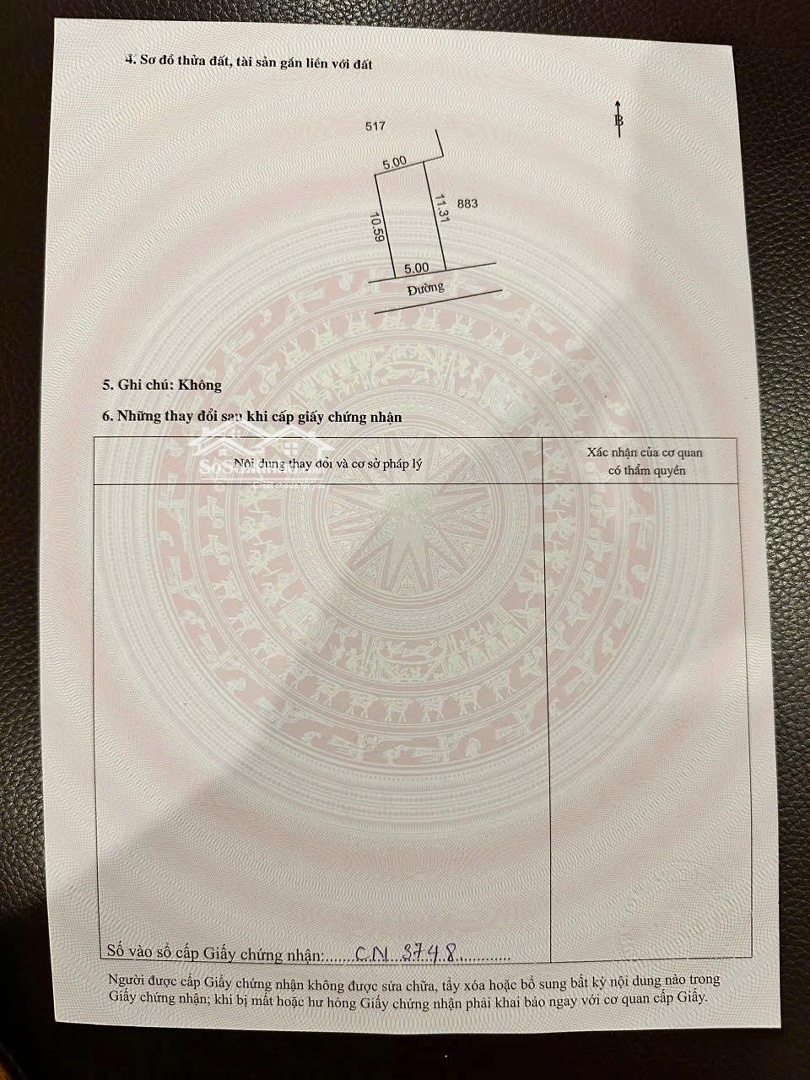 4. Sơ đồ thửa đất, tài sản gắn liền với đất
B
517
5.00
10.59
11.31
883
5.00
Đường
5. Ghi chú: Không
6. Những thay đổi sau khi cấp giấy chứng nhận
Nội dung thay đổi và cơ sở pháp lý
Xác nhận của cơ quan
có thẩm quyền
Số vào sổ cấp Giấy chứng nhận:......CN 3748............
Người được cấp Giấy chứng nhận không được sửa chữa, tẩy xóa hoặc bổ sung bất kỳ nội dung nào trong
Giấy chứng nhận; khi bị mất hoặc hư hỏng Giấy chứng nhận phải khai báo ngay với cơ quan cấp Giấy.